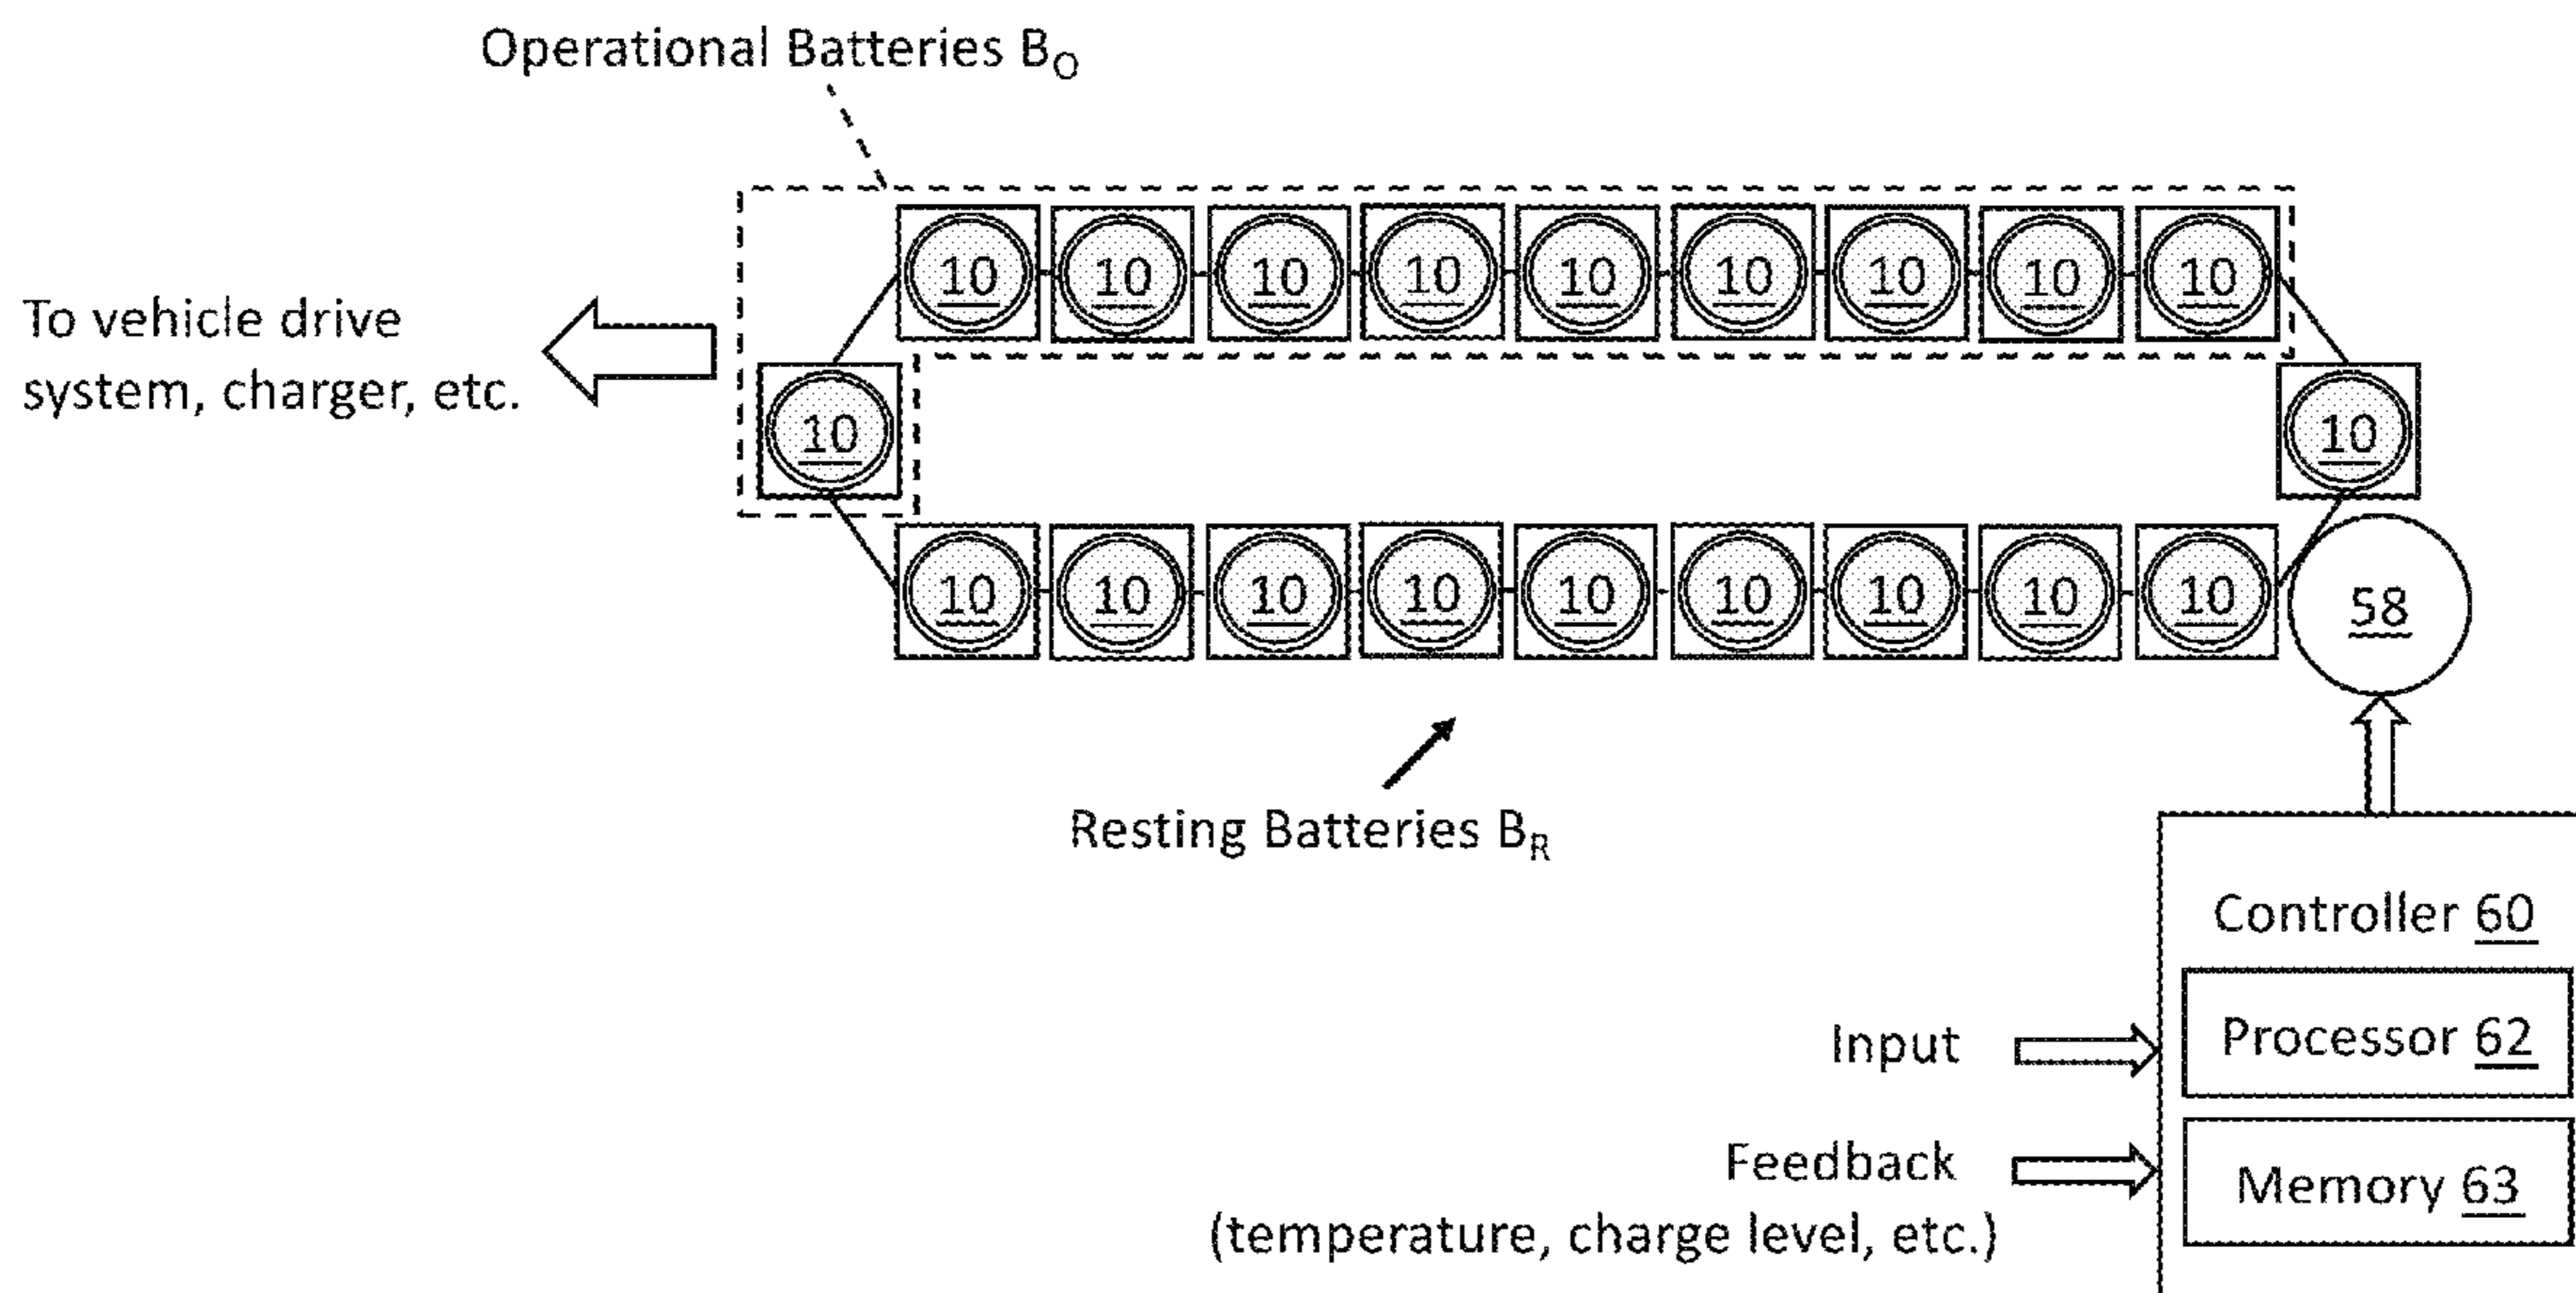 Operational Batteries B_O
10 10 10 10 10 10 10 10 10
To vehicle drive
system, charger, etc.
10 10
10 10 10 10 10 10 10 10 10
58
Resting Batteries B_R
Controller 60
Input
Processor 62
Feedback
Memory 63
(temperature, charge level, etc.)